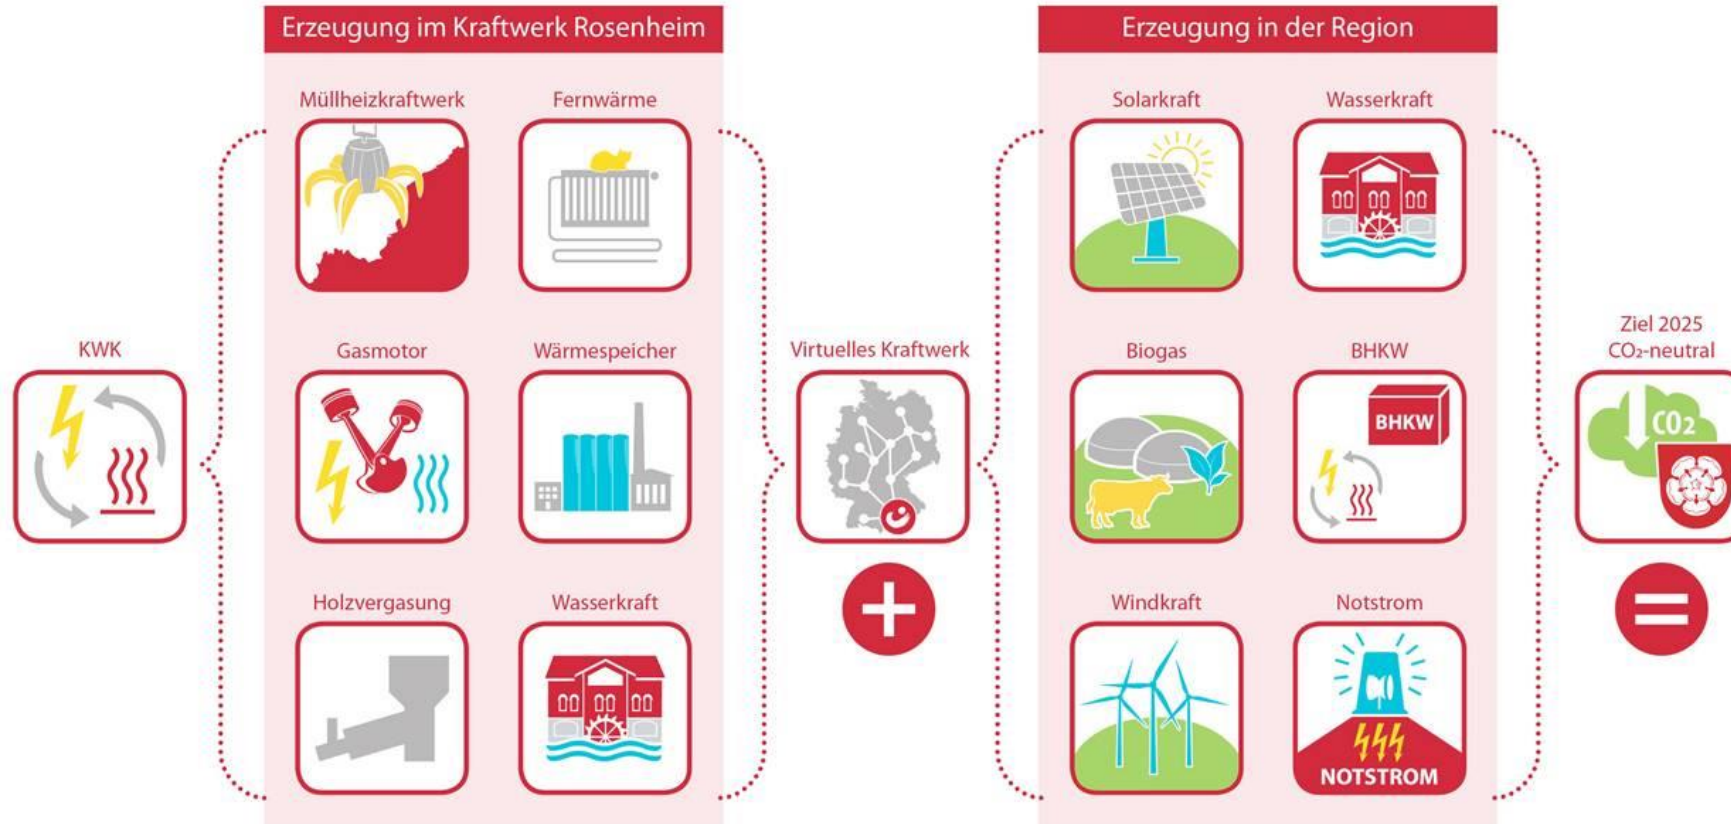 Erzeugung im Kraftwerk Rosenheim
Erzeugung in der Region
Müllheizkraftwerk
Fernwärme
Solarkraft
Wasserkraft
KWK
Gasmotor
Wärmespeicher
Virtuelles Kraftwerk
Biogas
BHKW
BHKW
Ziel 2025
CO₂-neutral
CO2
Holzvergasung
Wasserkraft
Windkraft
Notstrom
NOTSTROM